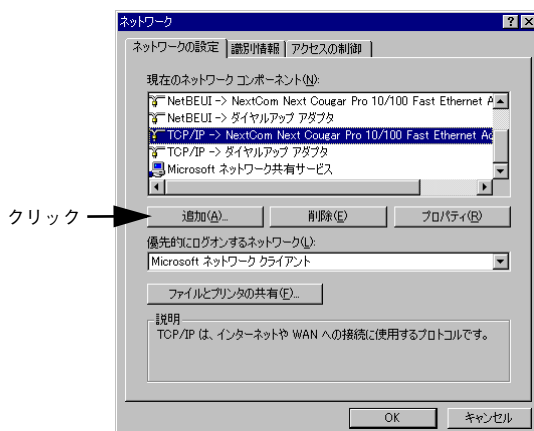 ネットワーク
ネットワークの設定 識別情報 アクセスの制御
現在のネットワーク コンポーネント(N):
NetBEUI -> NextCom Next Cougar Pro 10/100 Fast Ethernet A
NetBEUI -> ダイヤルアップ アダプタ
TCP/IP -> NextCom Next Cougar Pro 10/100 Fast Ethernet Ac
TCP/IP -> ダイヤルアップ アダプタ
Microsoft ネットワーク共有サービス
クリック
追加(A)... 削除(E) プロパティ(R)
優先的にログオンするネットワーク(L):
Microsoft ネットワーク クライアント
ファイルとプリンタの共有(F)...
説明
TCP/IP は、インターネットや WAN への接続に使用するプロトコルです。
OK キャンセル